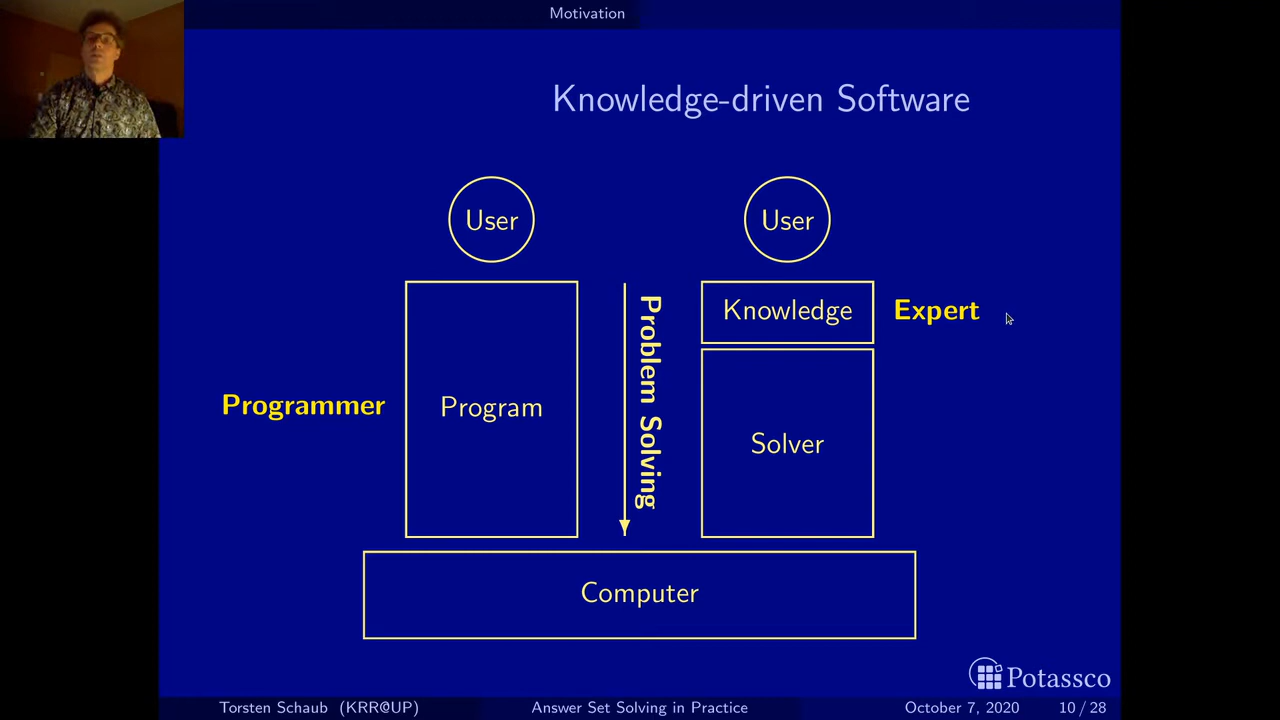 Motivation
Knowledge-driven Software
User
User
Knowledge
Expert
Problem Solving
Programmer
Program
Solver
Computer
Potassco
Torsten Schaub (KRR@UP)
Answer Set Solving in Practice
October 7, 2020
10 / 28